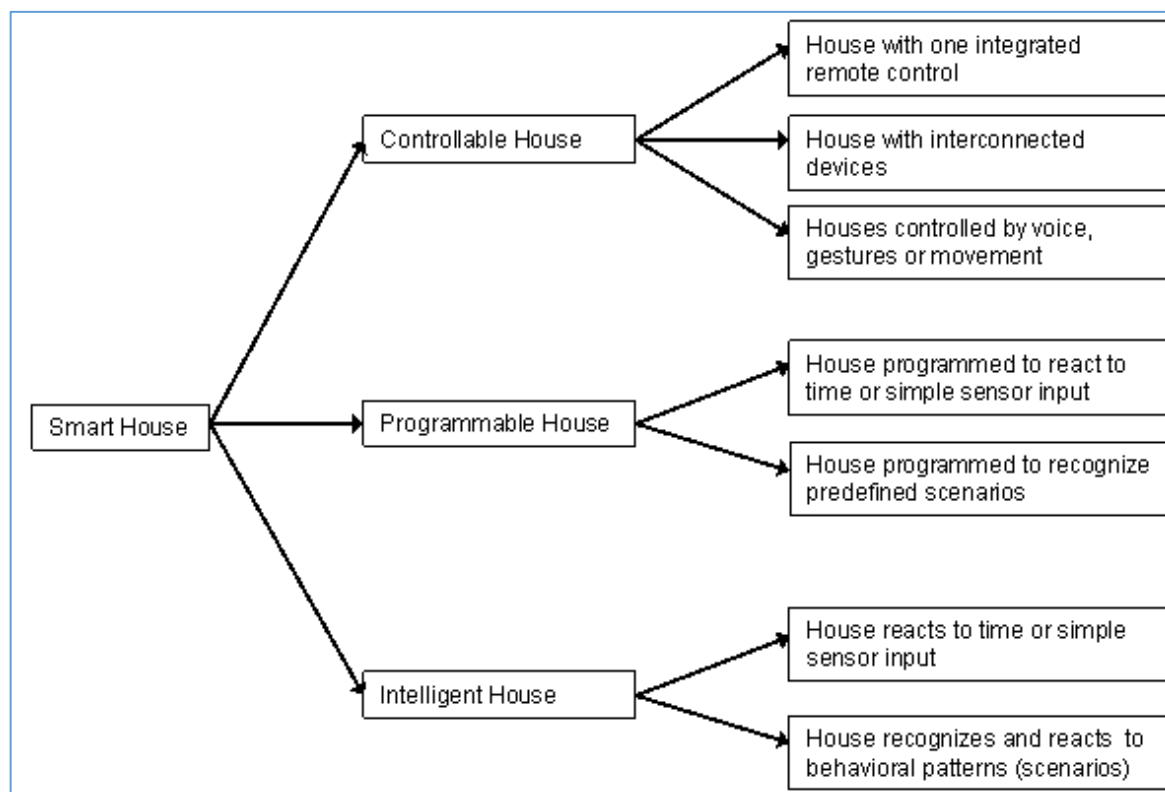 House with one integrated
remote control
Controllable House
House with interconnected
devices
Houses controlled by voice,
gestures or movement
House programmed to react to
time or simple sensor input
Smart House
Programmable House
House programmed to recognize
predefined scenarios
House reacts to time or simple
sensor input
Intelligent House
House recognizes and reacts to
behavioral patterns (scenarios)